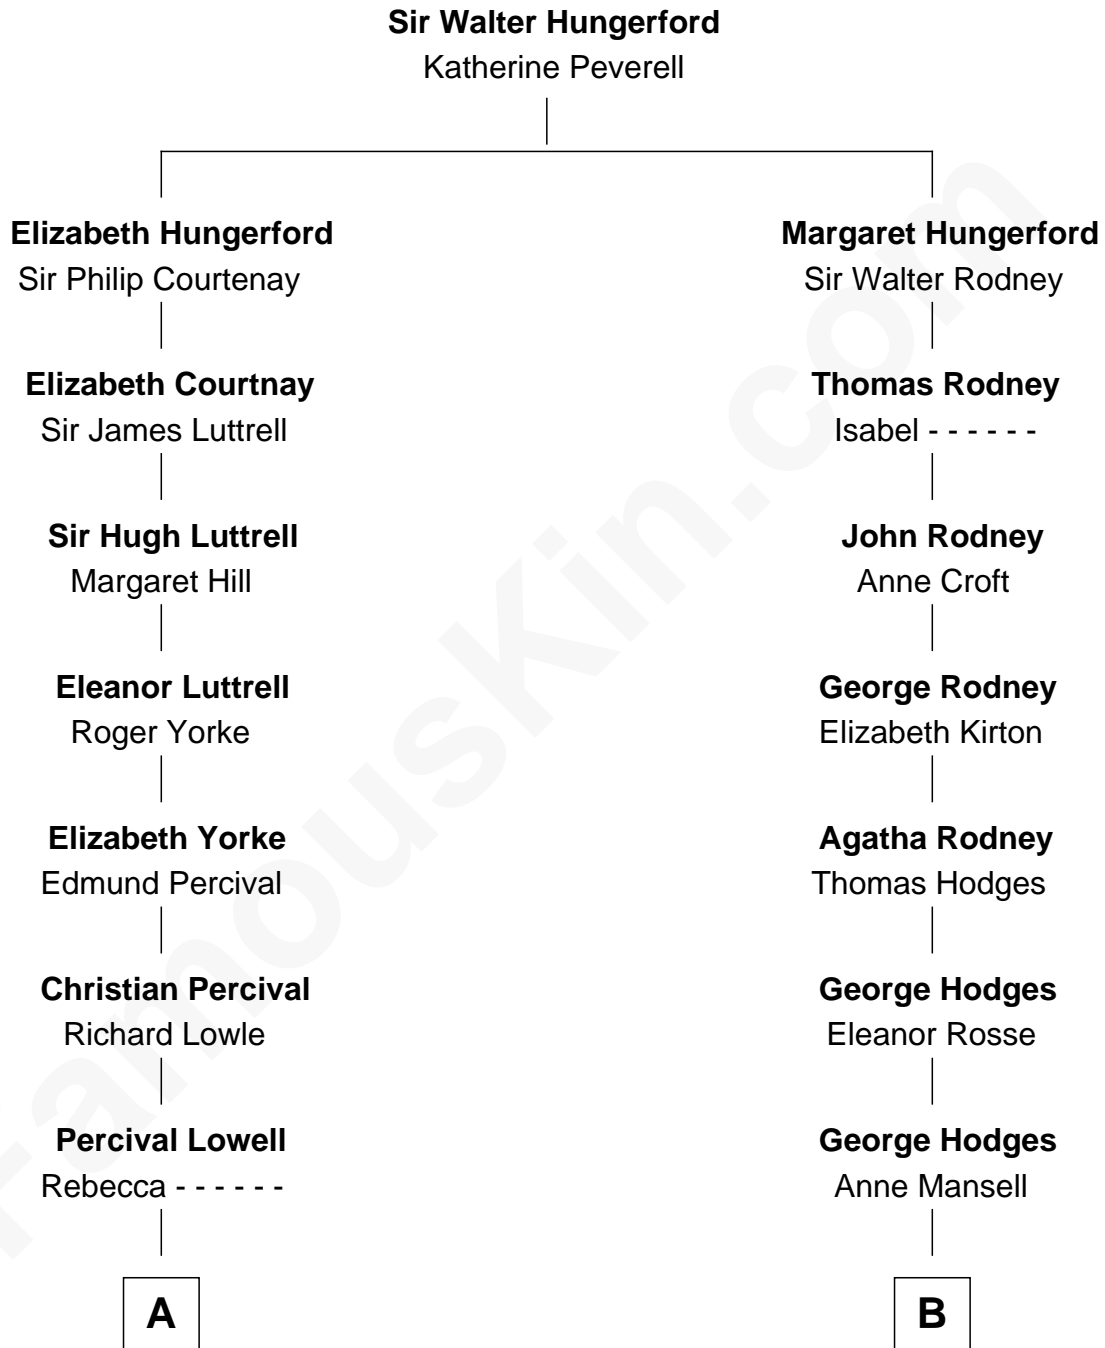 Sir Walter Hungerford
Katherine Peverell
Elizabeth Hungerford
Sir Philip Courtenay
Margaret Hungerford
Sir Walter Rodney
Elizabeth Courtnay
Sir James Luttrell
Thomas Rodney
Isabel - - - - - -
Sir Hugh Luttrell
Margaret Hill
John Rodney
Anne Croft
Eleanor Luttrell
Roger Yorke
George Rodney
Elizabeth Kirton
Elizabeth Yorke
Edmund Percival
Agatha Rodney
Thomas Hodges
Christian Percival
Richard Lowle
George Hodges
Eleanor Rosse
Percival Lowell
Rebecca - - - - - -
George Hodges
Anne Mansell
A
B
FamousKin.com